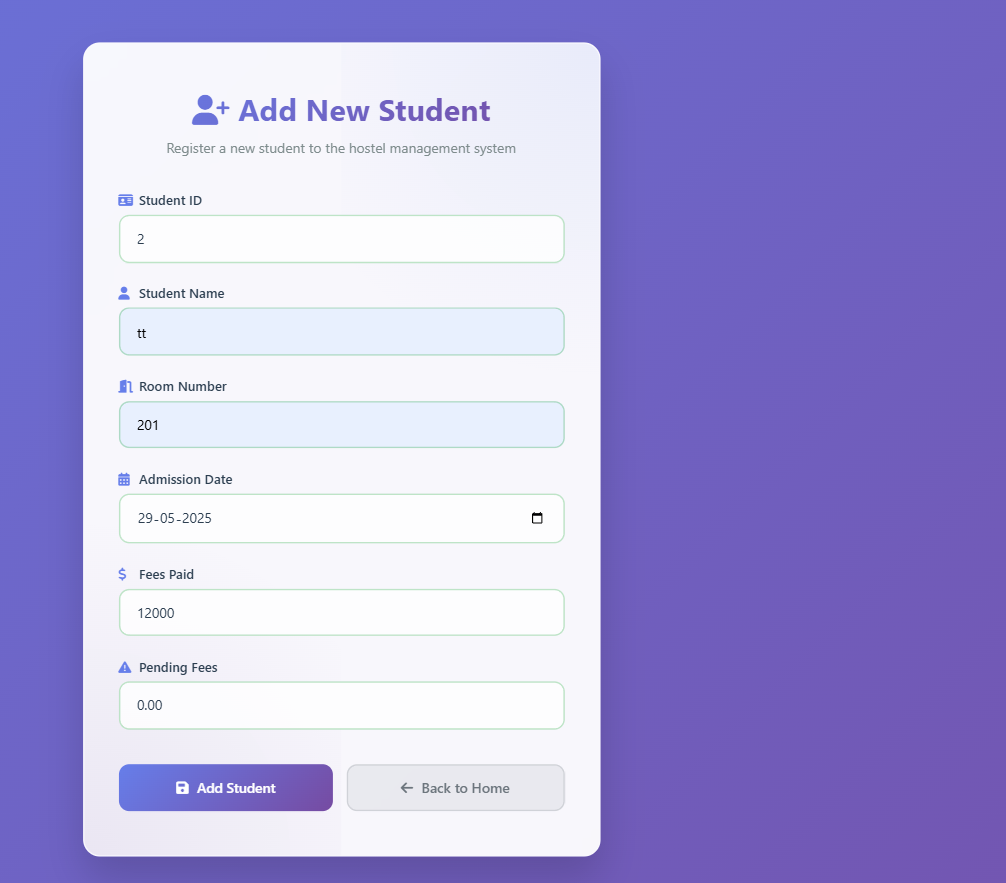 Add New Student
Register a new student to the hostel management system
Student ID
2
Student Name
tt
Room Number
201
Admission Date
29-05-2025
$ Fees Paid
12000
Pending Fees
0.00
Add Student
Back to Home